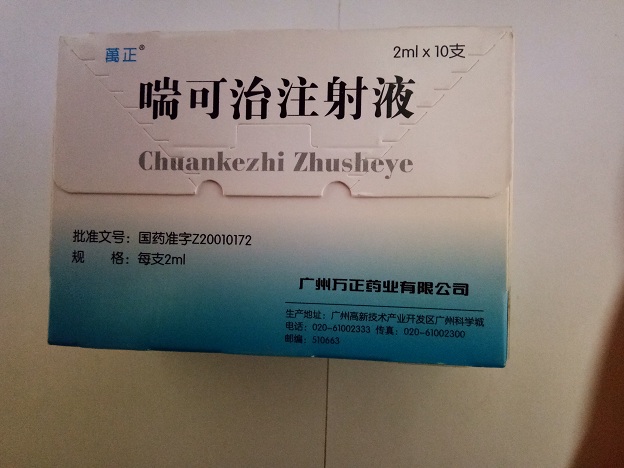 萬正®
2ml x 10支
喘可治注射液
Chuankezhi Zhusheye
批准文号：国药准字Z20010172
规　格：每支2ml
广州万正药业有限公司
生产地址：广州高新技术产业开发区广州科学城
电话：020-61002333 传真：020-61002300
邮编：510663